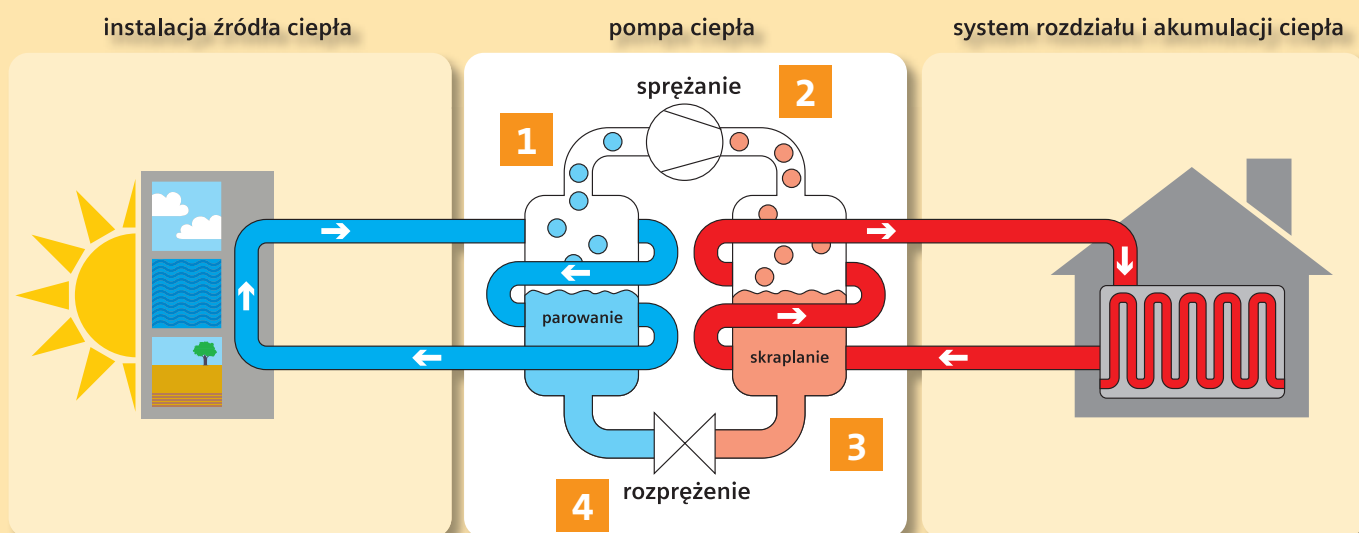 instalacja źródła ciepła
pompa ciepła
system rozdziału i akumulacji ciepła
sprężanie
2
1
parowanie
skraplanie
3
4
rozprężenie